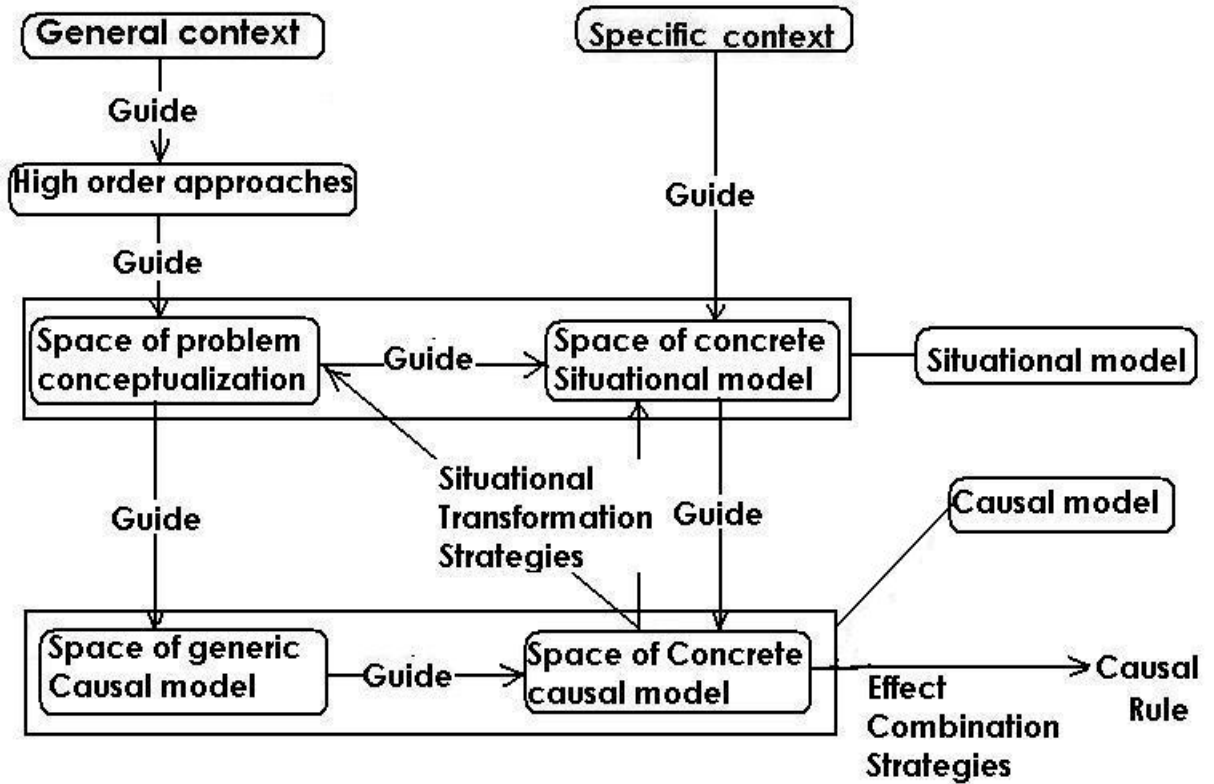 General context
Specific context
Guide
High order approaches
Guide
Guide
Space of problem
conceptualization
Guide
Space of concrete
Situational model
Situational model
Situational
Transformation
Strategies
Guide
Guide
Causal model
Space of generic
Causal model
Guide
Space of Concrete
causal model
Effect
Combination
Strategies
Causal
Rule